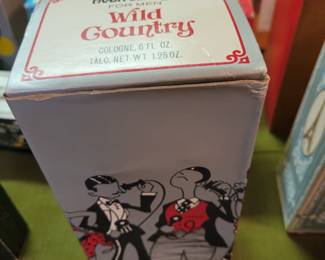 FOR MEN
Wild
Country
COLOGNE, 6 FL. OZ.
TALC, NET WT. 1.25 OZ.